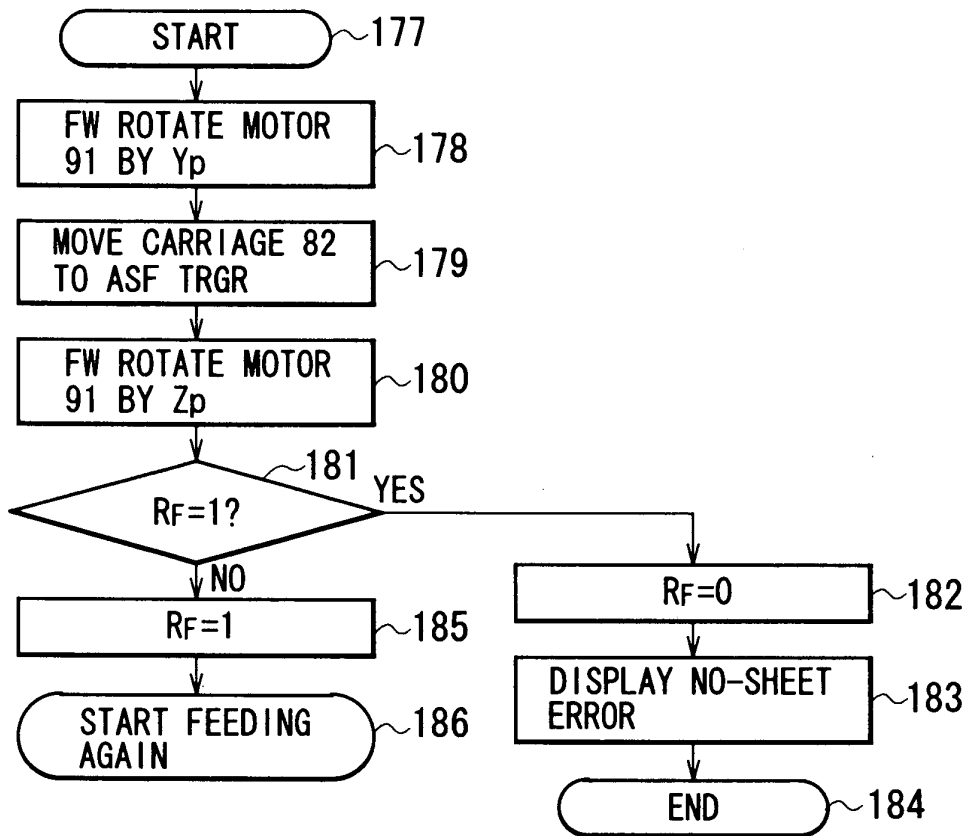 START
177
FW ROTATE MOTOR
91 BY Yp
178
MOVE CARRIAGE 82
TO ASF TRGR
179
FW ROTATE MOTOR
91 BY Zp
180
181
RF=1?
YES
NO
RF=1
185
START FEEDING
AGAIN
186
RF=0
182
DISPLAY NO-SHEET
ERROR
183
END
184